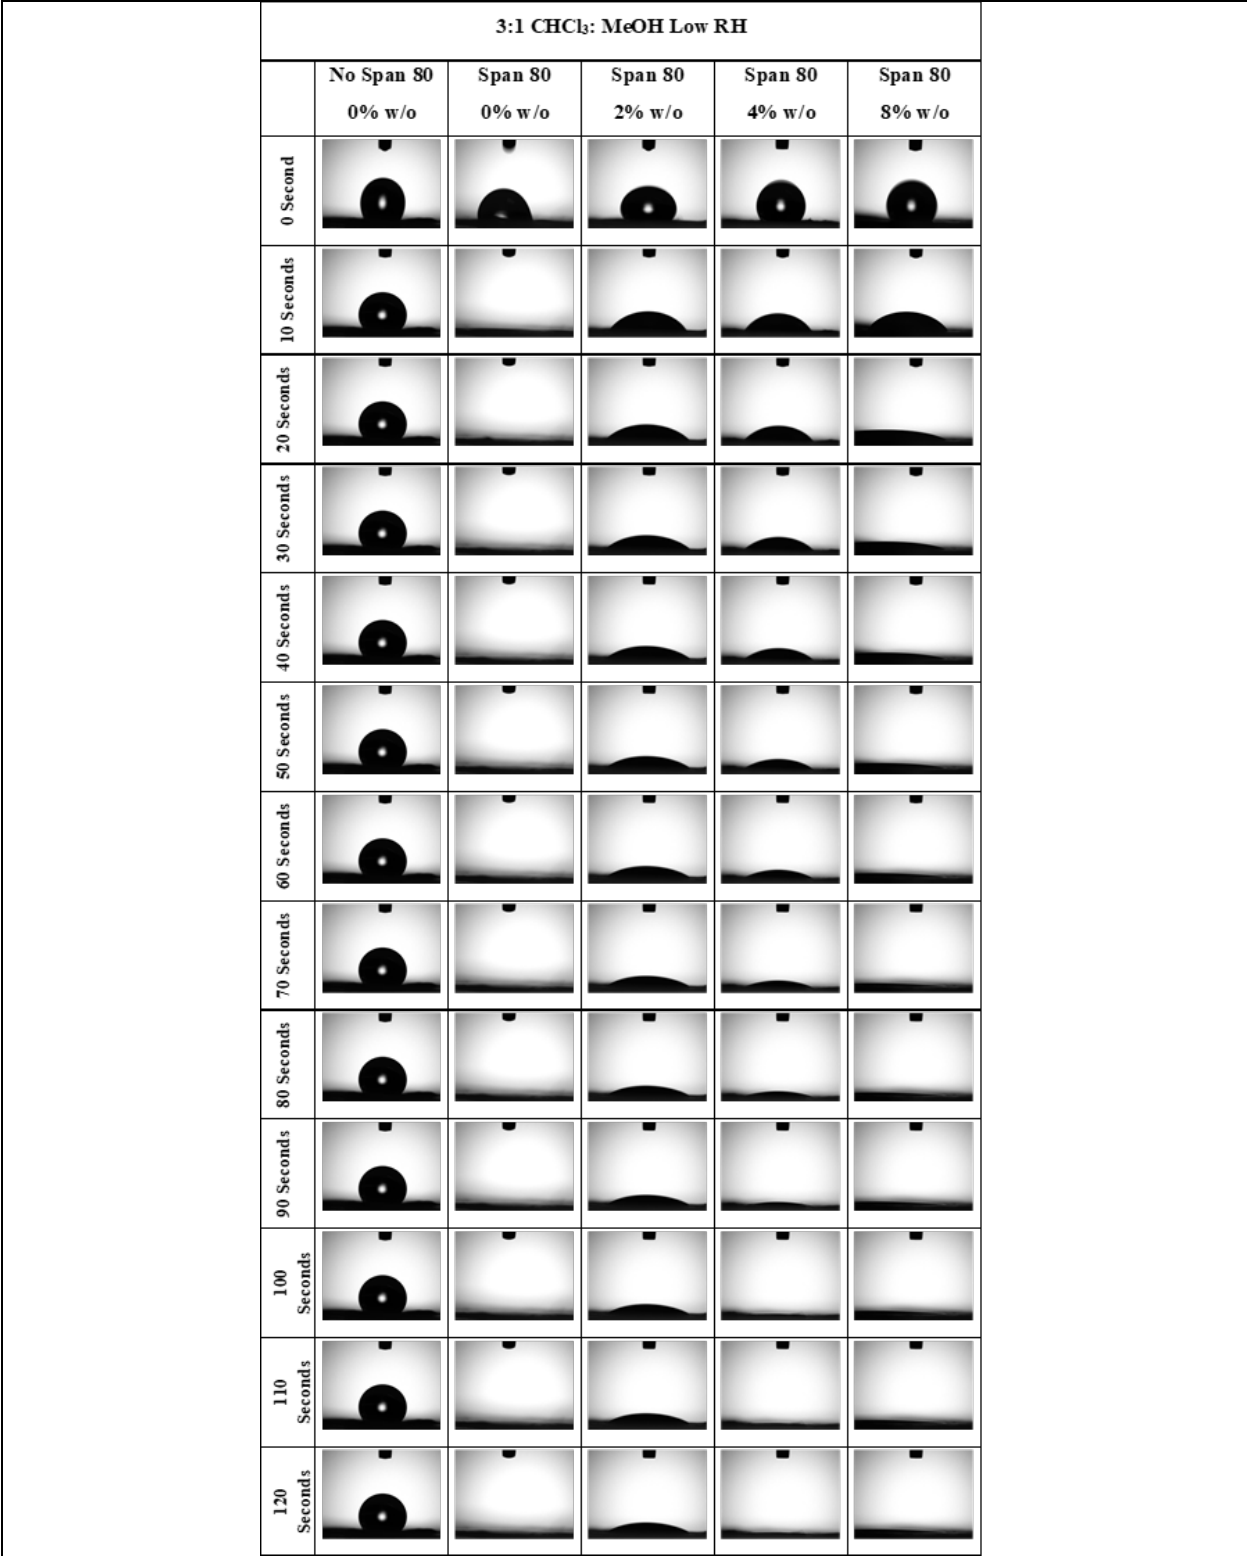 3:1 CHCl₃: MeOH Low RH
No Span 80 Span 80 Span 80 Span 80 Span 80
0% w/o 0% w/o 2% w/o 4% w/o 8% w/o
0 Second
10 Seconds
20 Seconds
30 Seconds
40 Seconds
50 Seconds
60 Seconds
70 Seconds
80 Seconds
90 Seconds
100
Seconds
110
Seconds
120
Seconds